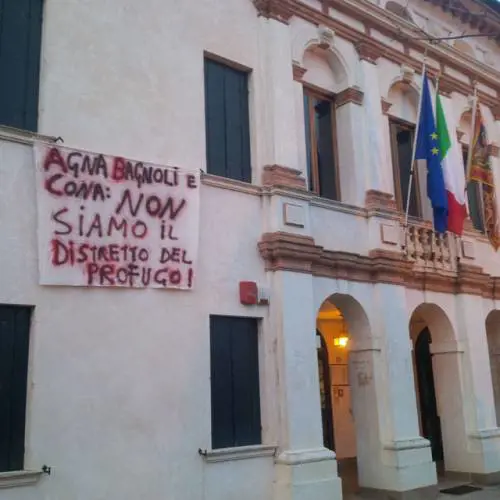 AGNA BAGNOLI E
CONA: NON
SIAMO IL
DISTRETTO DEL
PROFUGO!